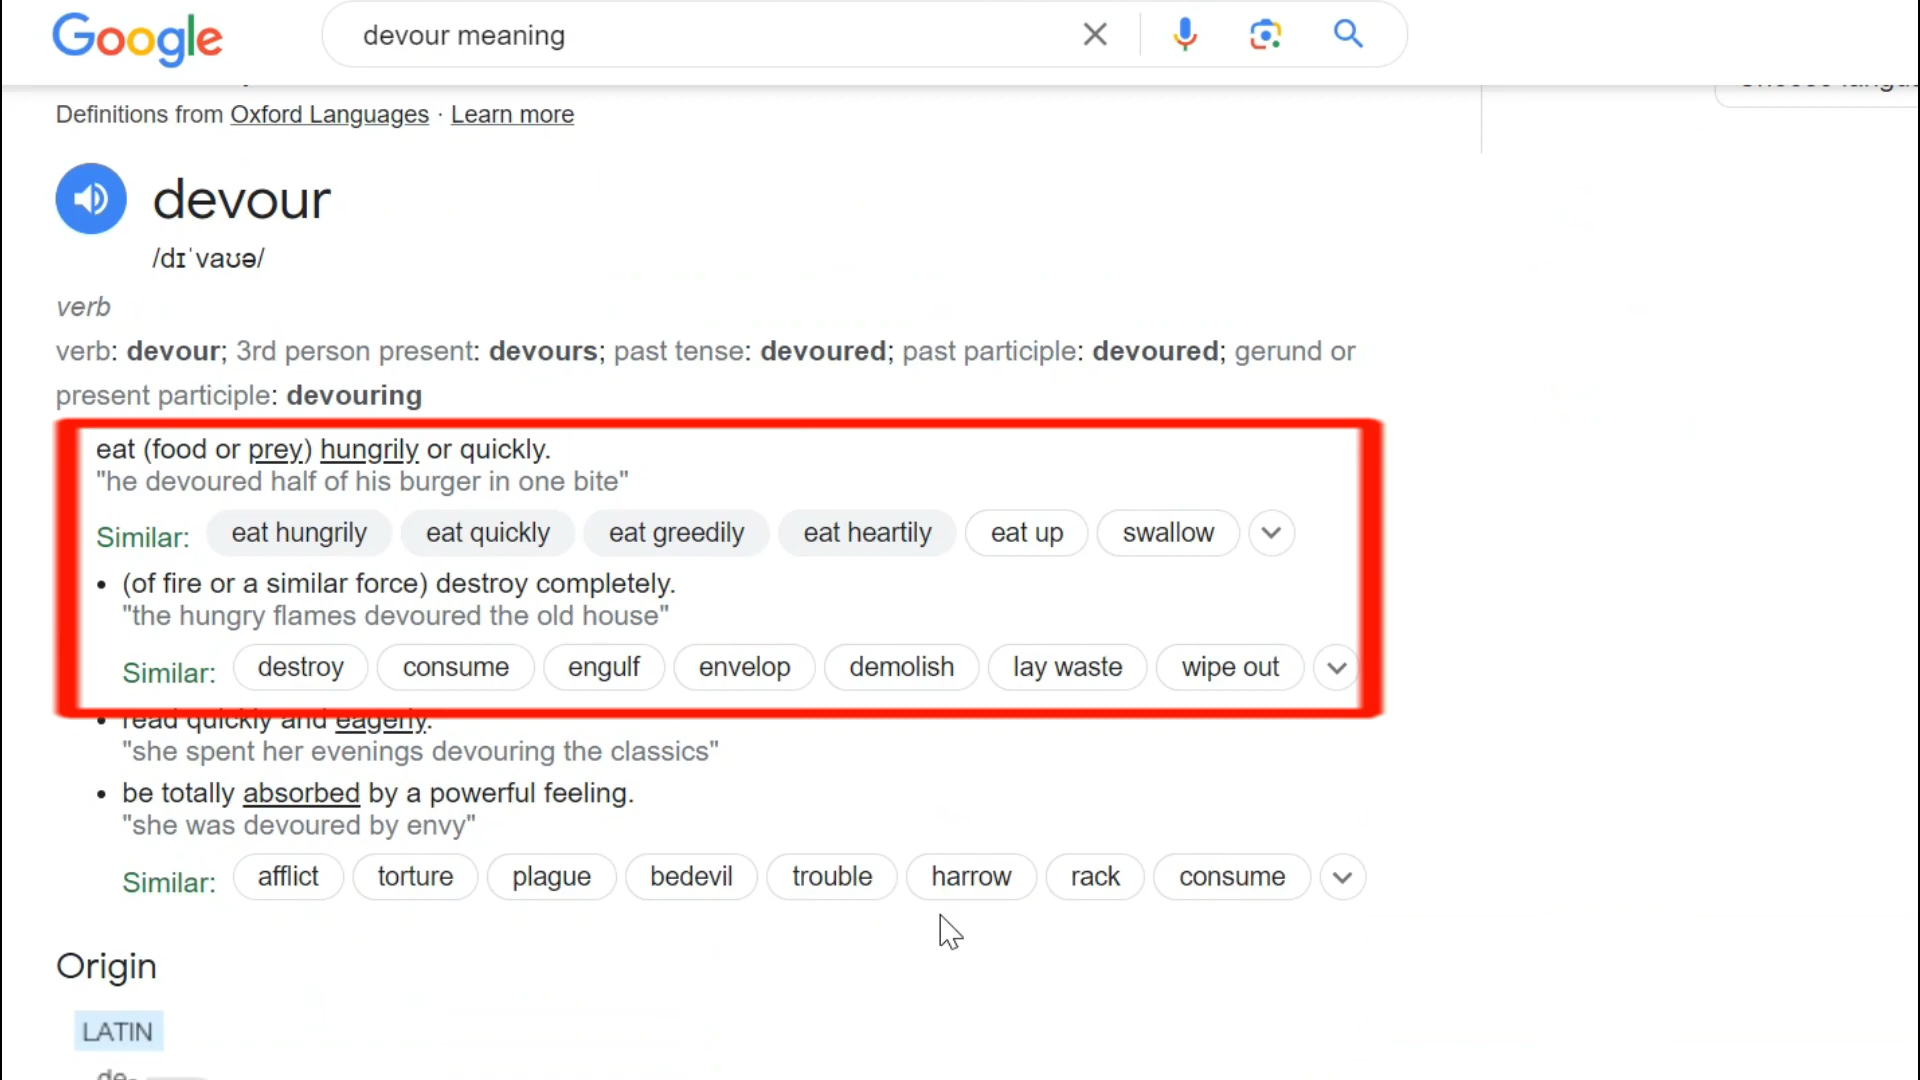 Google
devour meaning
Definitions from Oxford Languages · Learn more
devour
/dɪˈvaʊə/
verb
verb: devour; 3rd person present: devours; past tense: devoured; past participle: devoured; gerund or
present participle: devouring
eat (food or prey) hungrily or quickly.
"he devoured half of his burger in one bite"
Similar: eat hungrily eat quickly eat greedily eat heartily eat up swallow
• (of fire or a similar force) destroy completely.
"the hungry flames devoured the old house"
Similar: destroy consume engulf envelop demolish lay waste wipe out
• read quickly and eagerly.
"she spent her evenings devouring the classics"
• be totally absorbed by a powerful feeling.
"she was devoured by envy"
Similar: afflict torture plague bedevil trouble harrow rack consume
Origin
LATIN
de-